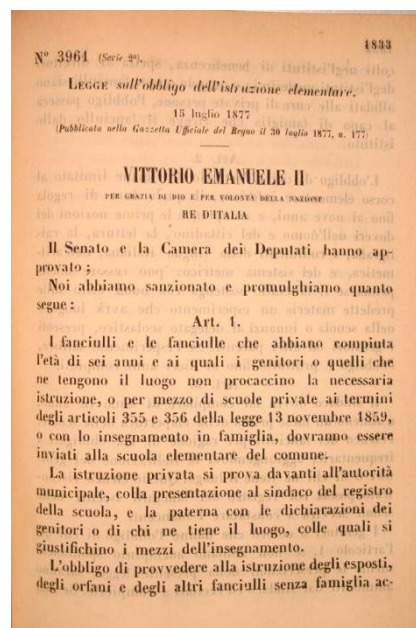 1833
N° 3961 (Serie 2ª).
LEGGE sull'obbligo dell'istruzione elementare.
15 luglio 1877
(Pubblicata nella Gazzetta Ufficiale del Regno il 30 luglio 1877, n. 177)
VITTORIO EMANUELE II
PER GRAZIA DI DIO E PER VOLONTÀ DELLA NAZIONE
RE D'ITALIA
Il Senato e la Camera dei Deputati hanno ap-
provato ;
Noi abbiamo sanzionato e promulghiamo quanto
segue :
Art. 1.
I fanciulli e le fanciulle che abbiano compiuta
l'età di sei anni e ai quali i genitori o quelli che
ne tengono il luogo non procaccino la necessaria
istruzione, o per mezzo di scuole private ai termini
degli articoli 355 e 356 della legge 13 novembre 1859,
o con lo insegnamento in famiglia, dovranno essere
inviati alla scuola elementare del comune.
La istruzione privata si prova davanti all'autorità
municipale, colla presentazione al sindaco del registro
della scuola, e la paterna con le dichiarazioni dei
genitori o di chi ne tiene il luogo, colle quali si
giustifichino i mezzi dell'insegnamento.
L'obbligo di provvedere alla istruzione degli esposti,
degli orfani e degli altri fanciulli senza famiglia ac-